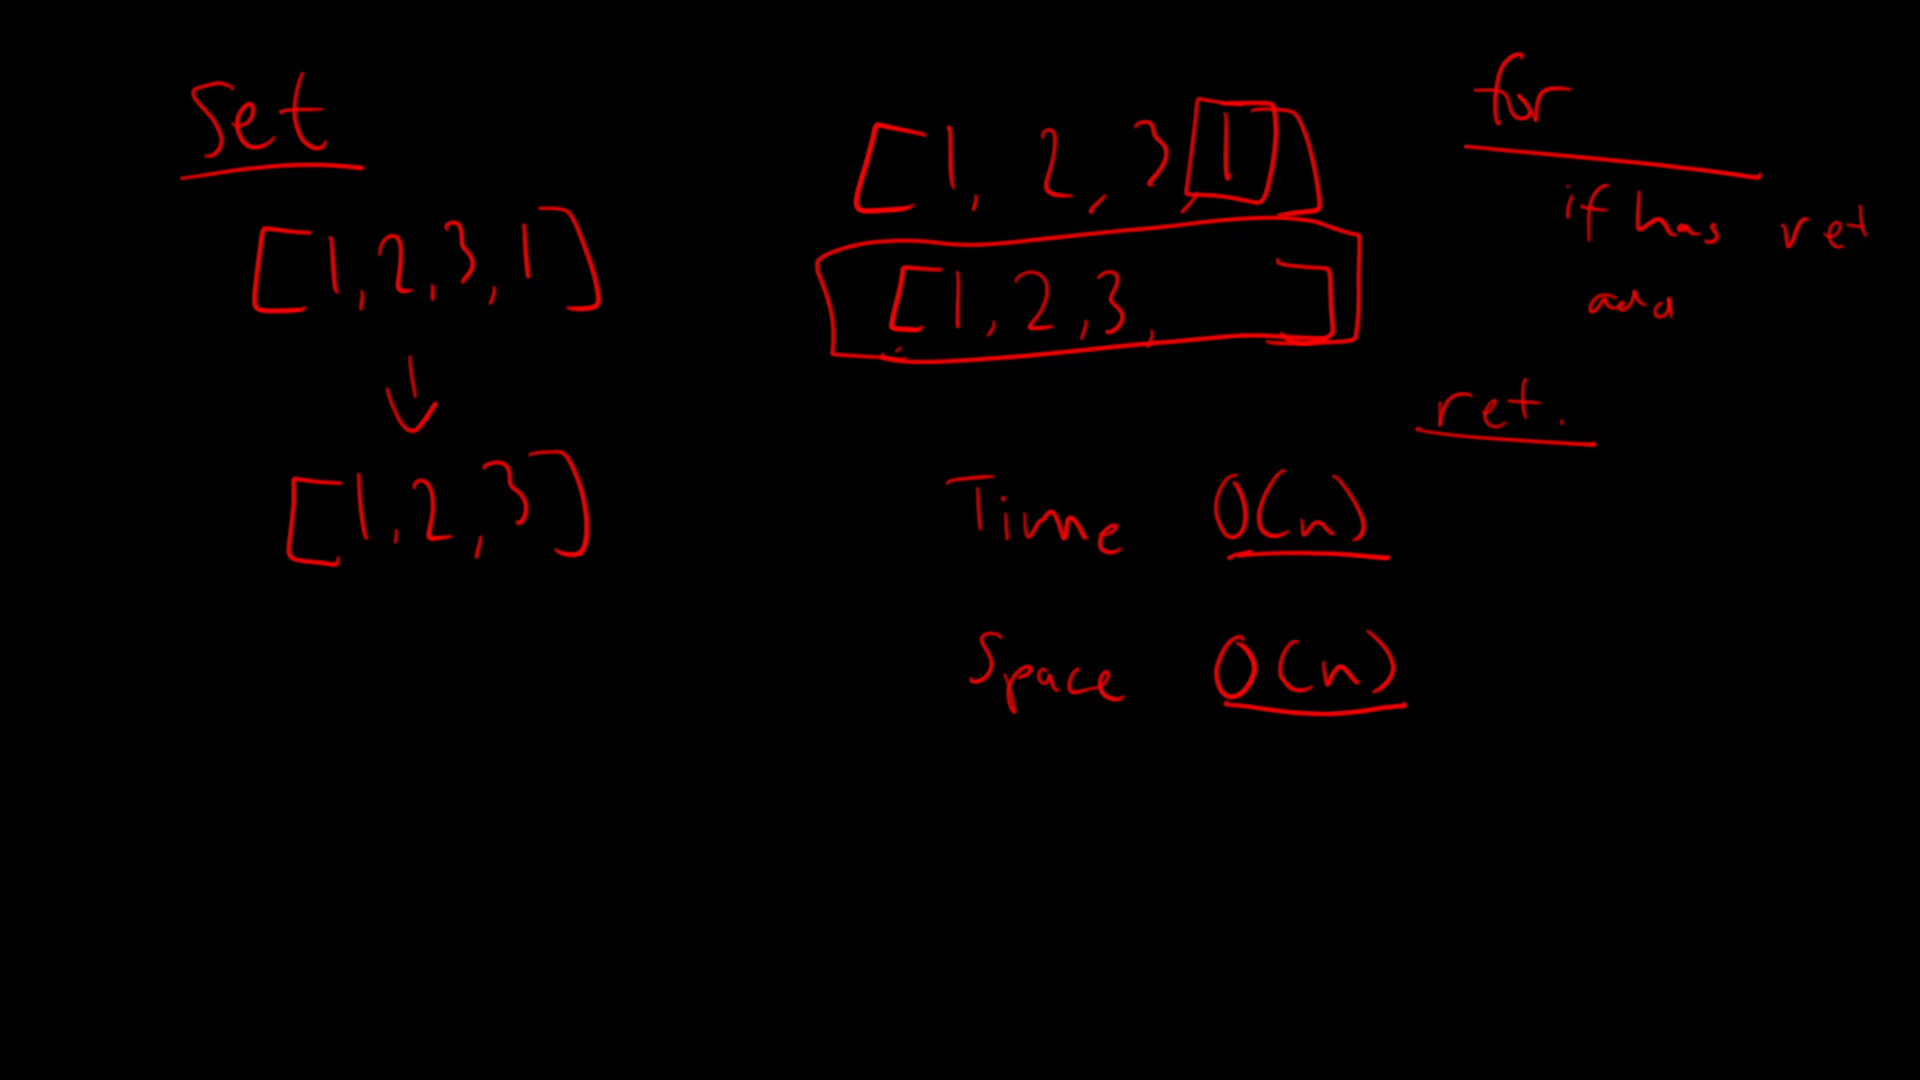 Set
[1,2,3,1]
[1,2,3]
[1,2,3,1]
[1,2,3, ]
Time O(n)
Space O(n)
for
if has ret
add
ret.